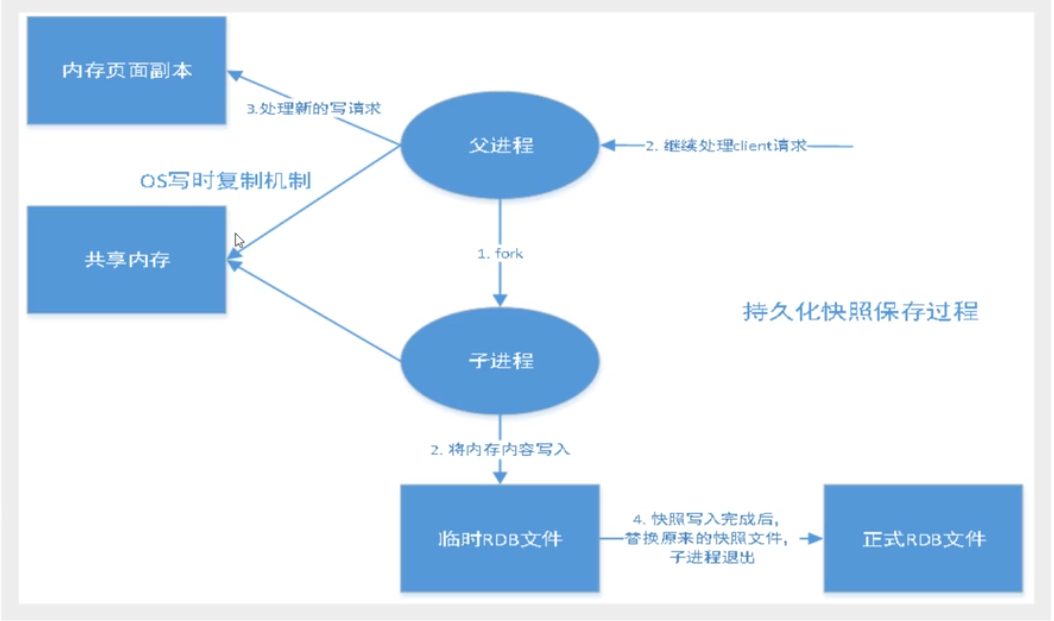 内存页面副本
3.处理新的写请求
父进程
2. 继续处理client请求
OS写时复制机制
共享内存
1. fork
持久化快照保存过程
子进程
2. 将内存内容写入
临时RDB文件
4. 快照写入完成后,
替换原来的快照文件,
子进程退出
正式RDB文件